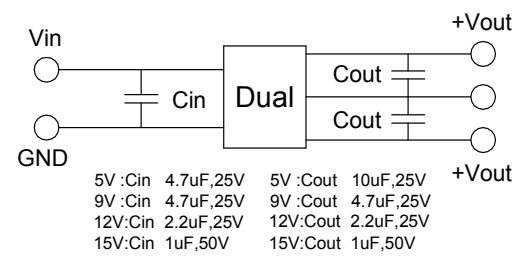 +Vout
Vin
Cout
Cin
Dual
Cout
GND
+Vout
5V :Cin 4.7uF,25V 5V :Cout 10uF,25V
9V :Cin 4.7uF,25V 9V :Cout 4.7uF,25V
12V:Cin 2.2uF,25V 12V:Cout 2.2uF,25V
15V:Cin 1uF,50V 15V:Cout 1uF,50V